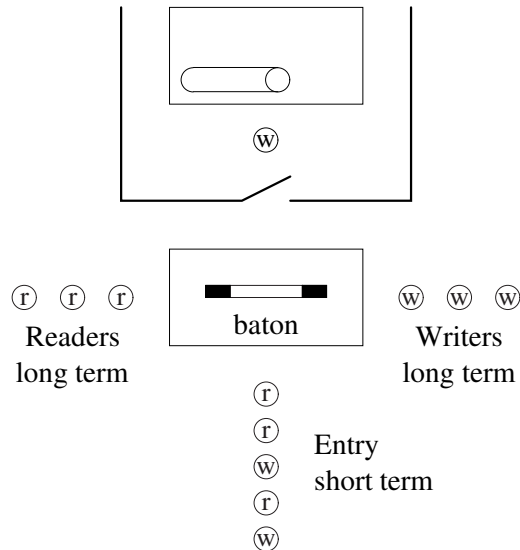 w
r r r
baton
w w w
Readers
long term
Writers
long term
r
r
w
r
w
Entry
short term